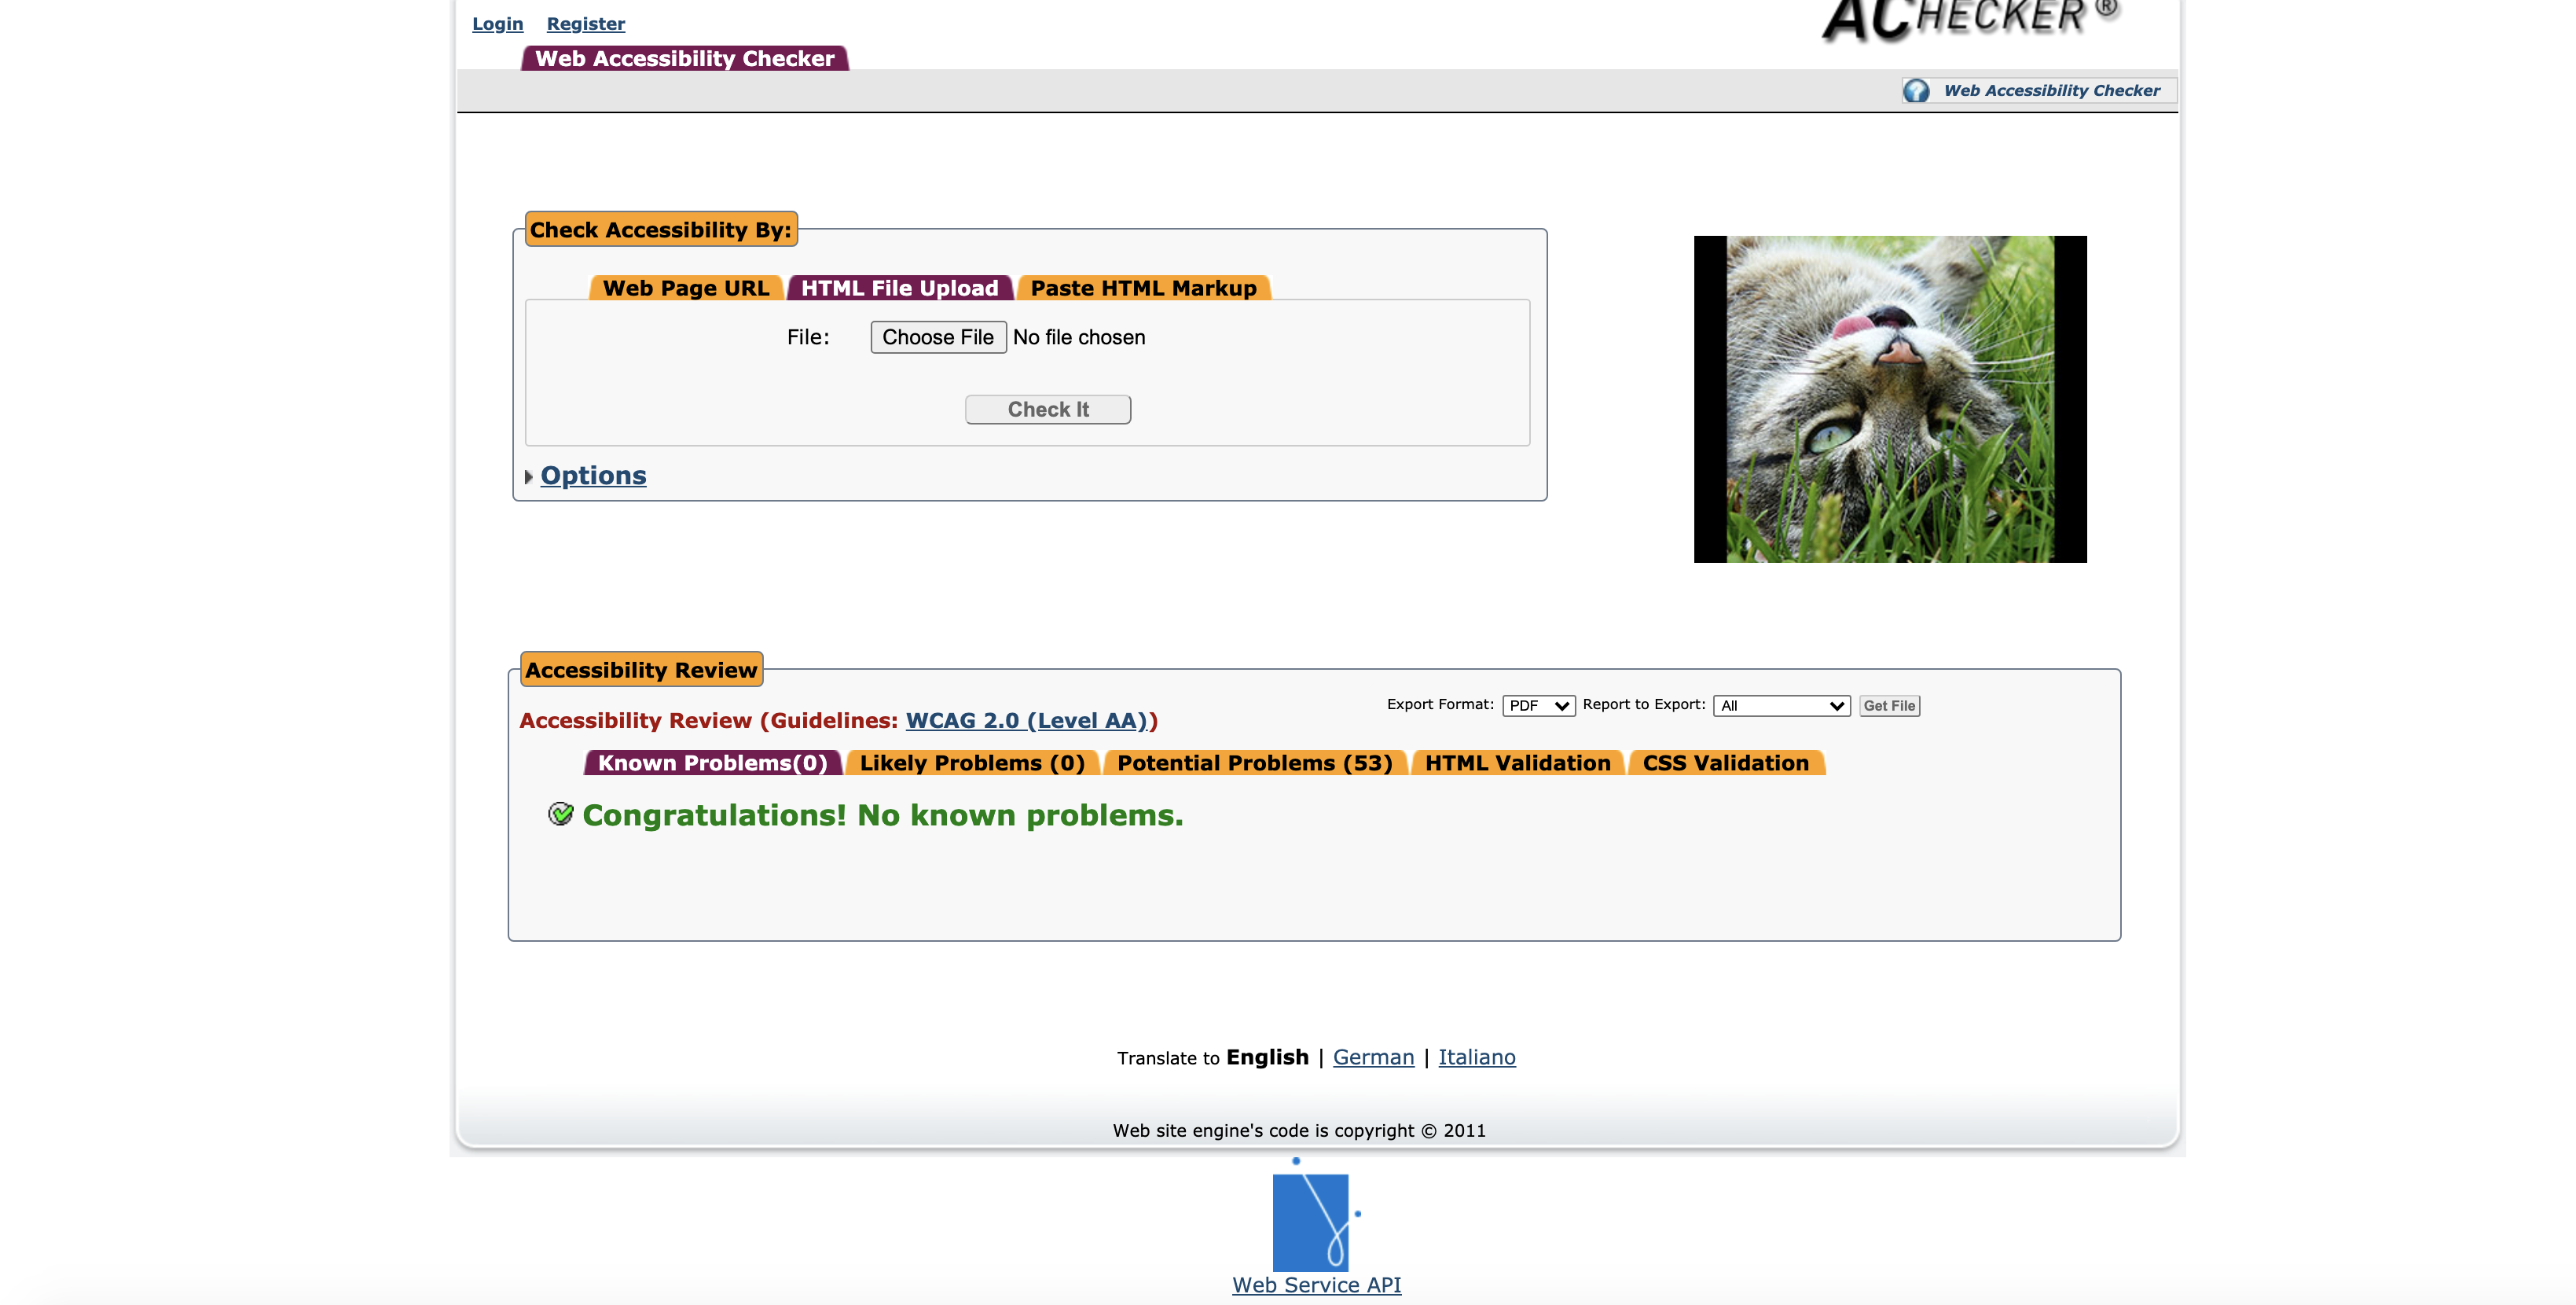 Login Register
ACHECKER®
Web Accessibility Checker
Web Accessibility Checker
Check Accessibility By:
Web Page URL HTML File Upload Paste HTML Markup
File: Choose File No file chosen
Check It
Options
Accessibility Review
Export Format: PDF Report to Export: All Get File
Accessibility Review (Guidelines: WCAG 2.0 (Level AA))
Known Problems(0) Likely Problems (0) Potential Problems (53) HTML Validation CSS Validation
Congratulations! No known problems.
Translate to English | German | Italiano
Web site engine's code is copyright © 2011
Web Service API